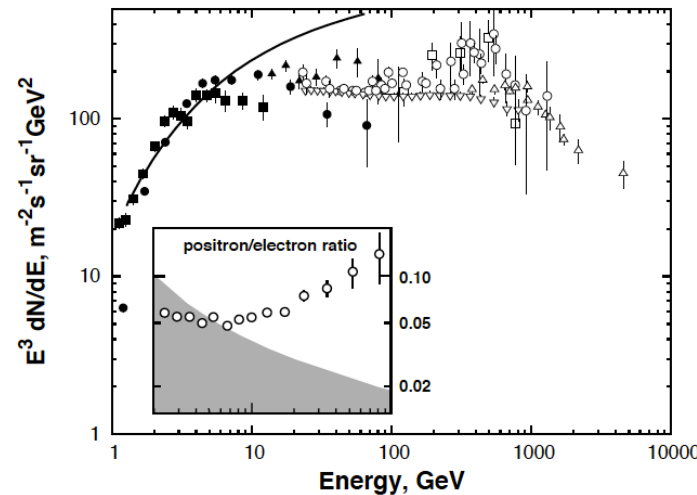 E³ dN/dE, m⁻²s⁻¹sr⁻¹GeV²
100
10
1
positron/electron ratio
0.10
0.05
0.02
1 10 100 1000 10000
Energy, GeV